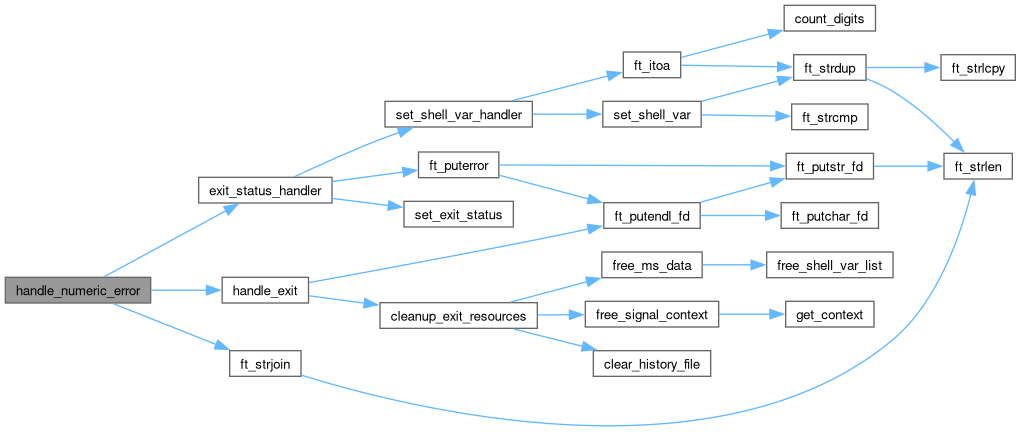 count_digits
ft_itoa
ft_strdup
ft_strlcpy
set_shell_var_handler
set_shell_var
ft_strcmp
ft_puterror
ft_putstr_fd
ft_strlen
exit_status_handler
set_exit_status
ft_putendl_fd
ft_putchar_fd
free_ms_data
free_shell_var_list
handle_numeric_error
handle_exit
cleanup_exit_resources
free_signal_context
get_context
ft_strjoin
clear_history_file